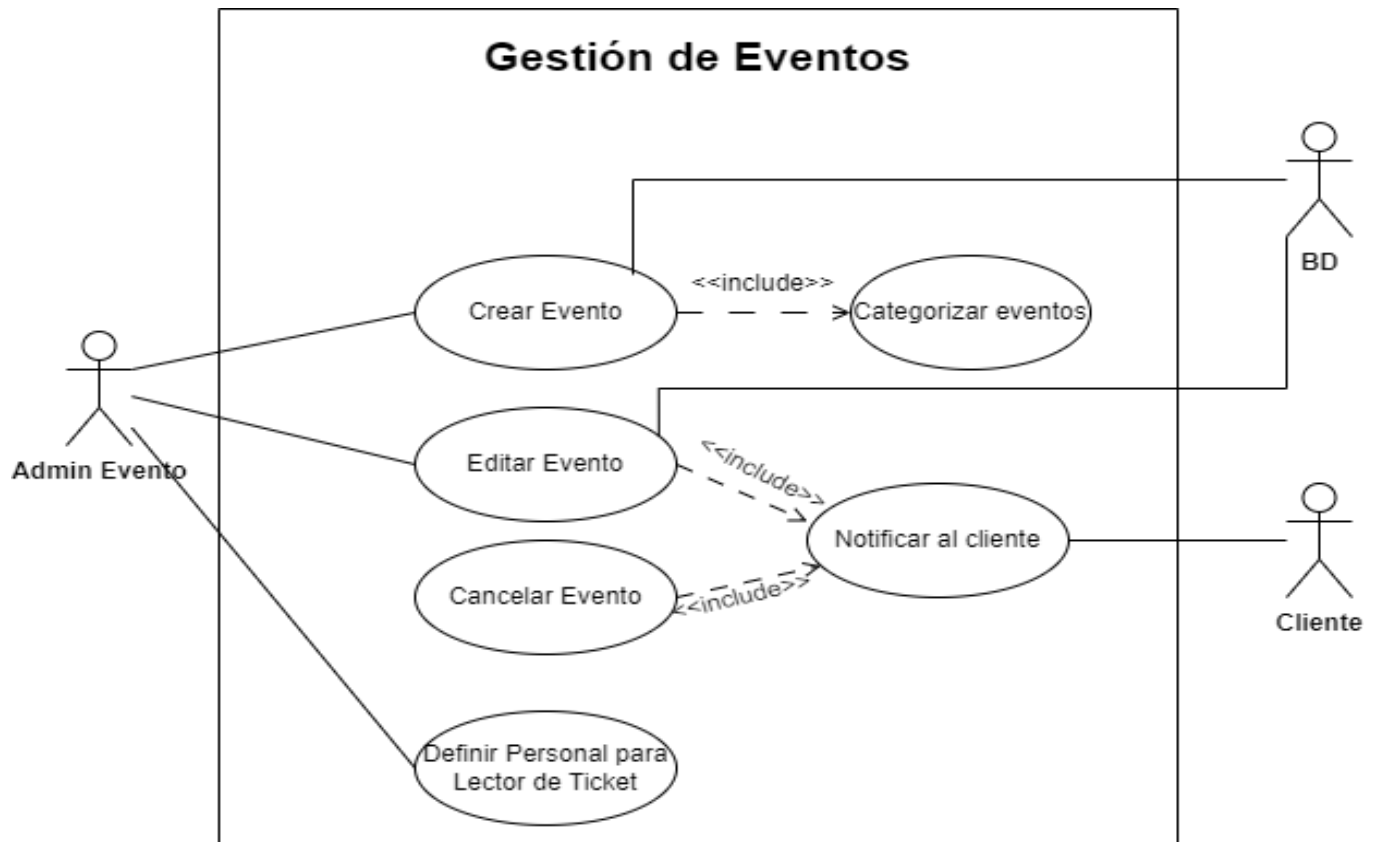 Gestión de Eventos
BD
<<include>>
Crear Evento
Categorizar eventos
Admin Evento
Editar Evento
<<include>>
Notificar al cliente
Cancelar Evento
<<include>>
Cliente
Definir Personal para
Lector de Ticket